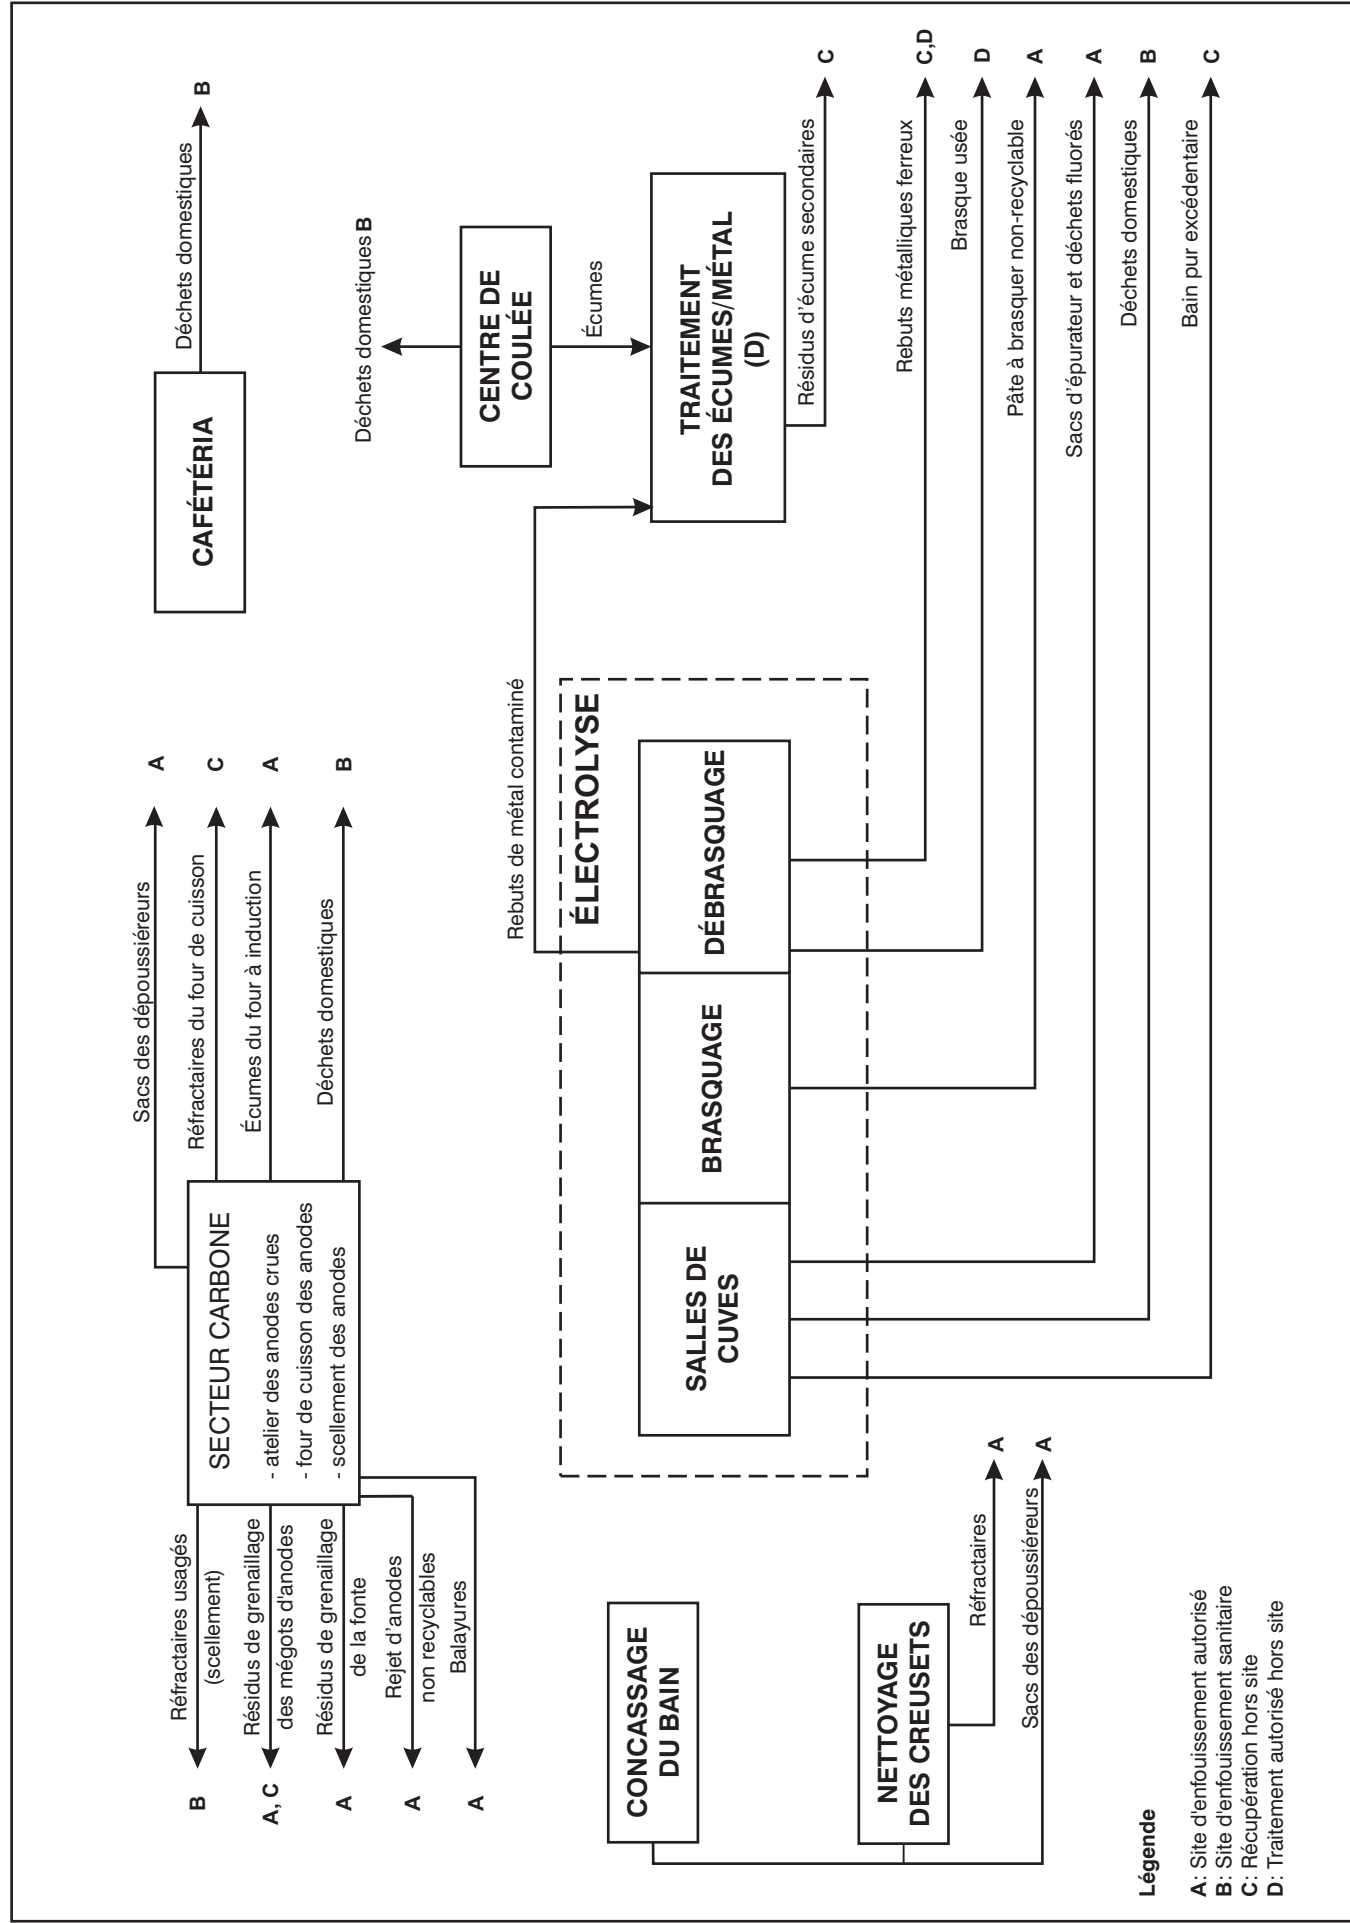 Sacs des dépoussiéreurs
A
Réfractaires du four de cuisson
C
Écumes du four à induction
A
Déchets domestiques
B
SECTEUR CARBONE
- atelier des anodes crues
- four de cuisson des anodes
- scellement des anodes
Réfractaires usagés
(scellement)
B
Résidus de grenaillage
des mégots d'anodes
A, C
Résidus de grenaillage
de la fonte
A
Rejet d'anodes
non recyclables
A
Balayures
A
CAFÉTÉRIA
Déchets domestiques
B
Déchets domestiques B
CENTRE DE
COULÉE
Écumes
TRAITEMENT
DES ÉCUMES/MÉTAL
(D)
Résidus d'écume secondaires
C
Rebuts de métal contaminé
ÉLECTROLYSE
SALLES DE
CUVES
BRASQUAGE
DÉBRASQUAGE
Rebuts métalliques ferreux
C,D
Brasque usée
D
Pâte à brasquer non-recyclable
A
Sacs d'épurateur et déchets fluorés
A
Déchets domestiques
B
Bain pur excédentaire
C
CONCASSAGE
DU BAIN
NETTOYAGE
DES CREUSETS
Réfractaires
A
Sacs des dépoussiéreurs
A
Légende
A: Site d'enfouissement autorisé
B: Site d'enfouissement sanitaire
C: Récupération hors site
D: Traitement autorisé hors site